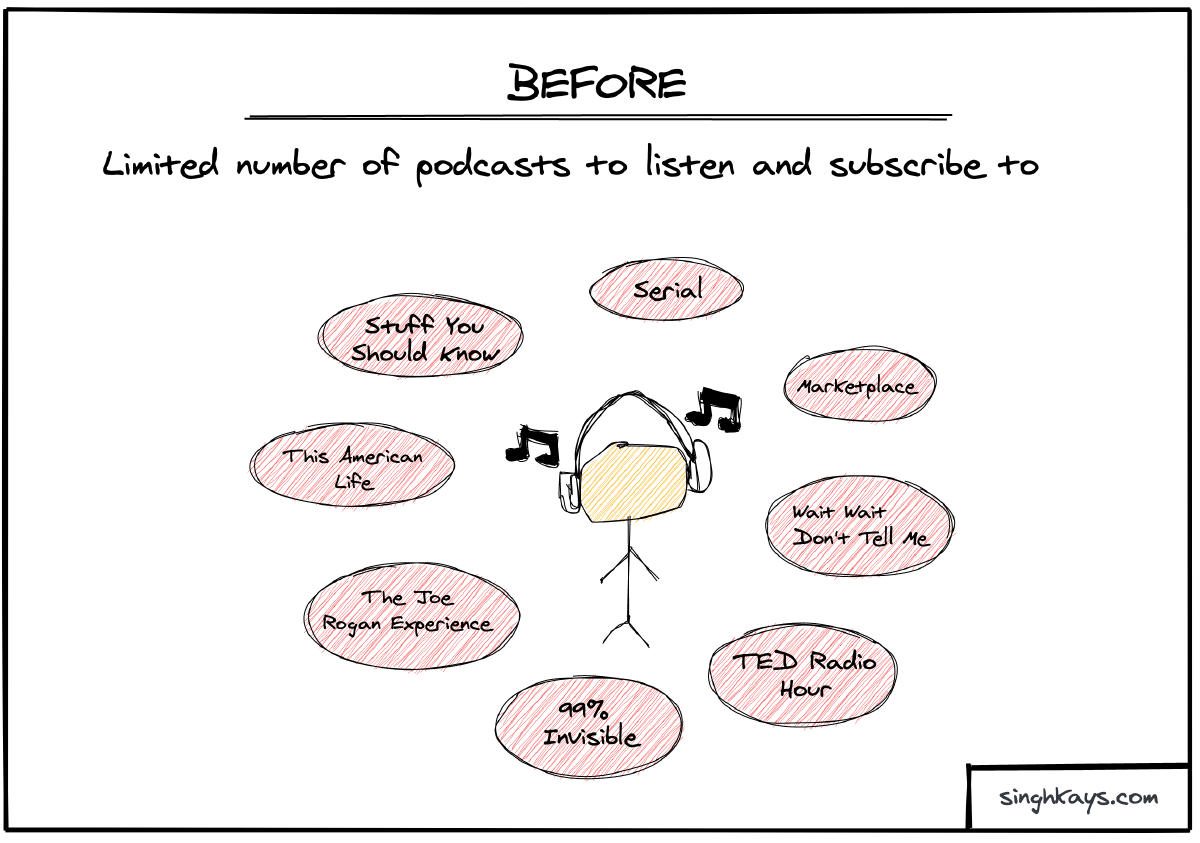 BEFORE
Limited number of podcasts to listen and subscribe to
Serial
Stuff You
Should Know
Marketplace
This American
Life
Wait Wait
Don't Tell Me
The Joe
Rogan Experience
TED Radio
Hour
99%
Invisible
singhkays.com